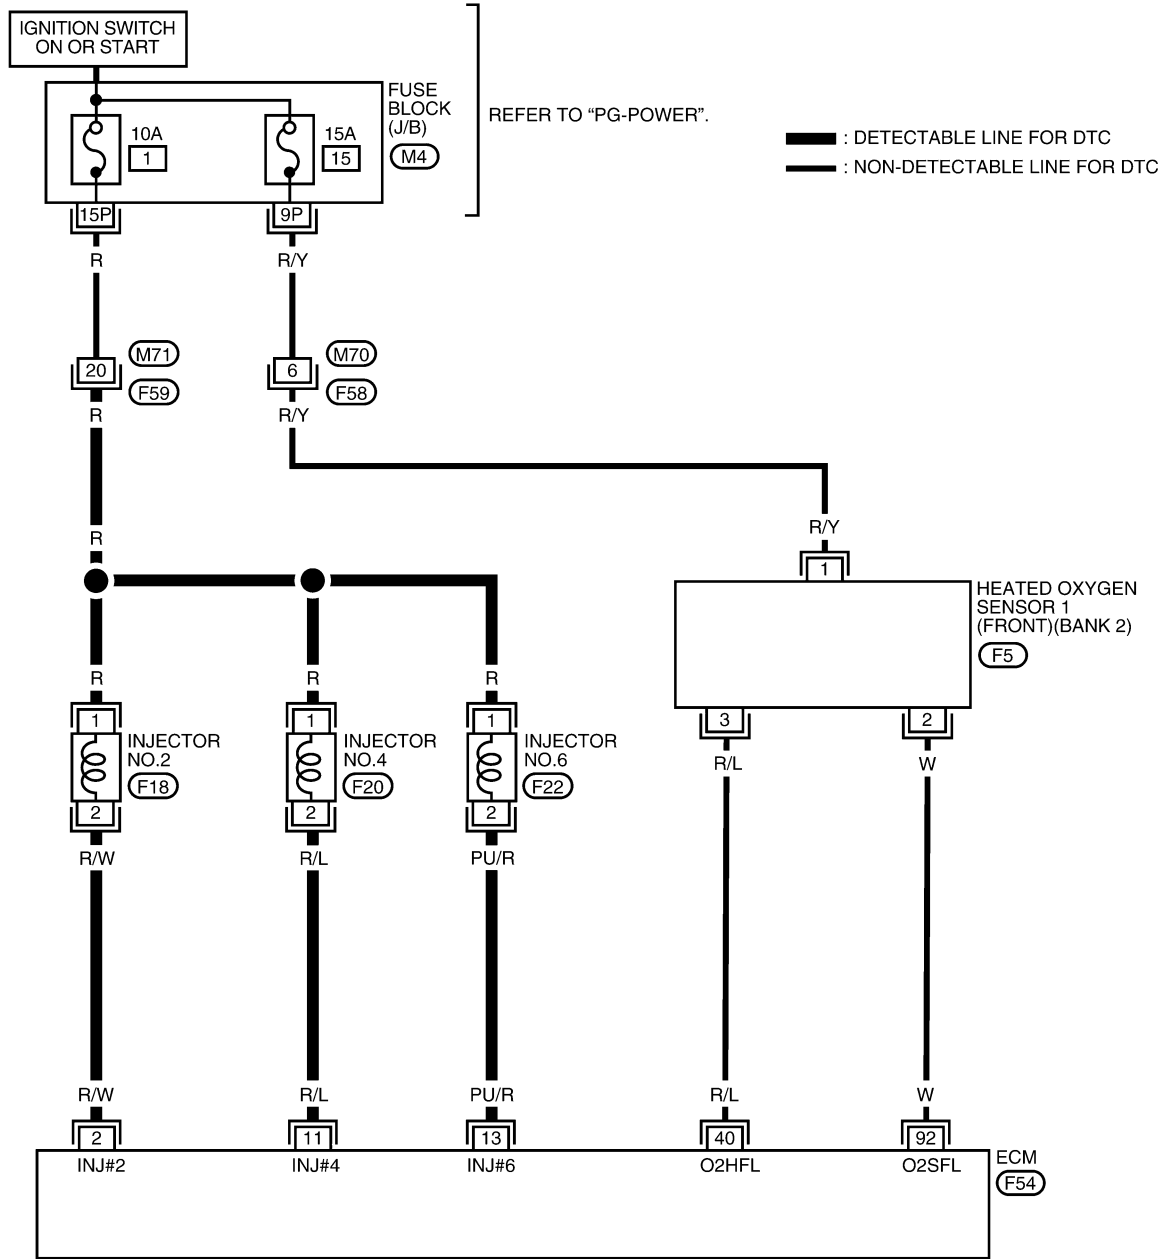 IGNITION SWITCH
ON OR START
FUSE
BLOCK
(J/B)
M4
10A
1
15A
15
REFER TO “PG-POWER”.
: DETECTABLE LINE FOR DTC
: NON-DETECTABLE LINE FOR DTC
15P
9P
R
R/Y
20
M71
F59
6
M70
F58
R
R/Y
R
R/Y
1
HEATED OXYGEN
SENSOR 1
(FRONT)(BANK 2)
F5
R
R
R
1
1
1
3
2
INJECTOR
NO.2
F18
INJECTOR
NO.4
F20
INJECTOR
NO.6
F22
R/L
W
2
2
2
R/W
R/L
PU/R
R/W
R/L
PU/R
R/L
W
2
11
13
40
92
INJ#2
INJ#4
INJ#6
O2HFL
O2SFL
ECM
F54